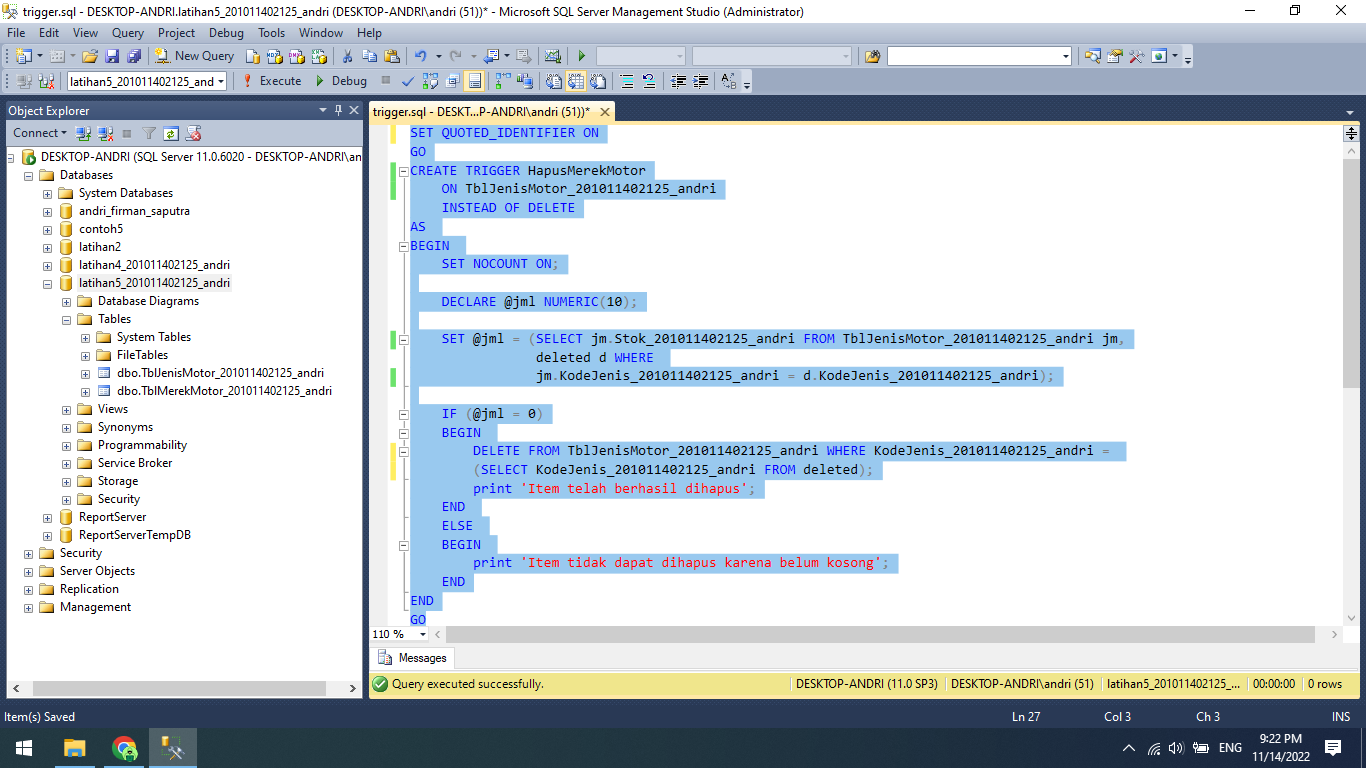 trigger.sql - DESKTOP-ANDRI.latihan5_201011402125_andri (DESKTOP-ANDRI\andri (51))* - Microsoft SQL Server Management Studio (Administrator)
File Edit View Query Project Debug Tools Window Help
New Query
latihan5_201011402125_and Execute Debug
Object Explorer
Connect
DESKTOP-ANDRI (SQL Server 11.0.6020 - DESKTOP-ANDRI\an
Databases
System Databases
andri_firman_saputra
contoh5
latihan2
latihan4_201011402125_andri
latihan5_201011402125_andri
Database Diagrams
Tables
System Tables
FileTables
dbo.TblJenisMotor_201011402125_andri
dbo.TblMerekMotor_201011402125_andri
Views
Synonyms
Programmability
Service Broker
Storage
Security
ReportServer
ReportServerTempDB
Security
Server Objects
Replication
Management
trigger.sql - DESKT...P-ANDRI\andri (51))*
SET QUOTED_IDENTIFIER ON
GO
CREATE TRIGGER HapusMerekMotor
ON TblJenisMotor_201011402125_andri
INSTEAD OF DELETE
AS
BEGIN
SET NOCOUNT ON;
DECLARE @jml NUMERIC(10);
SET @jml = (SELECT jm.Stok_201011402125_andri FROM TblJenisMotor_201011402125_andri jm,
deleted d WHERE
jm.KodeJenis_201011402125_andri = d.KodeJenis_201011402125_andri);
IF (@jml = 0)
BEGIN
DELETE FROM TblJenisMotor_201011402125_andri WHERE KodeJenis_201011402125_andri =
(SELECT KodeJenis_201011402125_andri FROM deleted);
print 'Item telah berhasil dihapus';
END
ELSE
BEGIN
print 'Item tidak dapat dihapus karena belum kosong';
END
END
GO
110 %
Messages
Query executed successfully. DESKTOP-ANDRI (11.0 SP3) DESKTOP-ANDRI\andri (51) latihan5_201011402125_... 00:00:00 0 rows
Item(s) Saved Ln 27 Col 3 Ch 3 INS
ENG
9:22 PM
11/14/2022